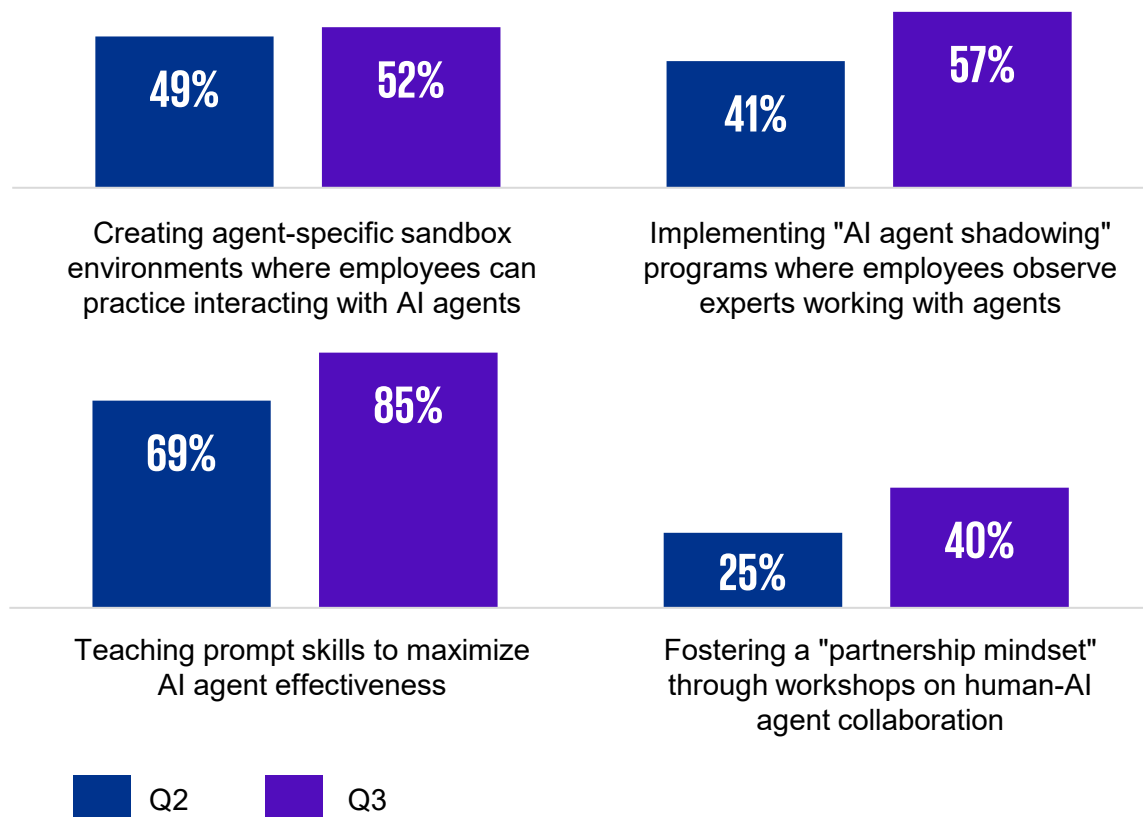 49%
52%
Creating agent-specific sandbox
environments where employees can
practice interacting with AI agents
41%
57%
Implementing "AI agent shadowing"
programs where employees observe
experts working with agents
69%
85%
Teaching prompt skills to maximize
AI agent effectiveness
25%
40%
Fostering a "partnership mindset"
through workshops on human-AI
agent collaboration
Q2
Q3